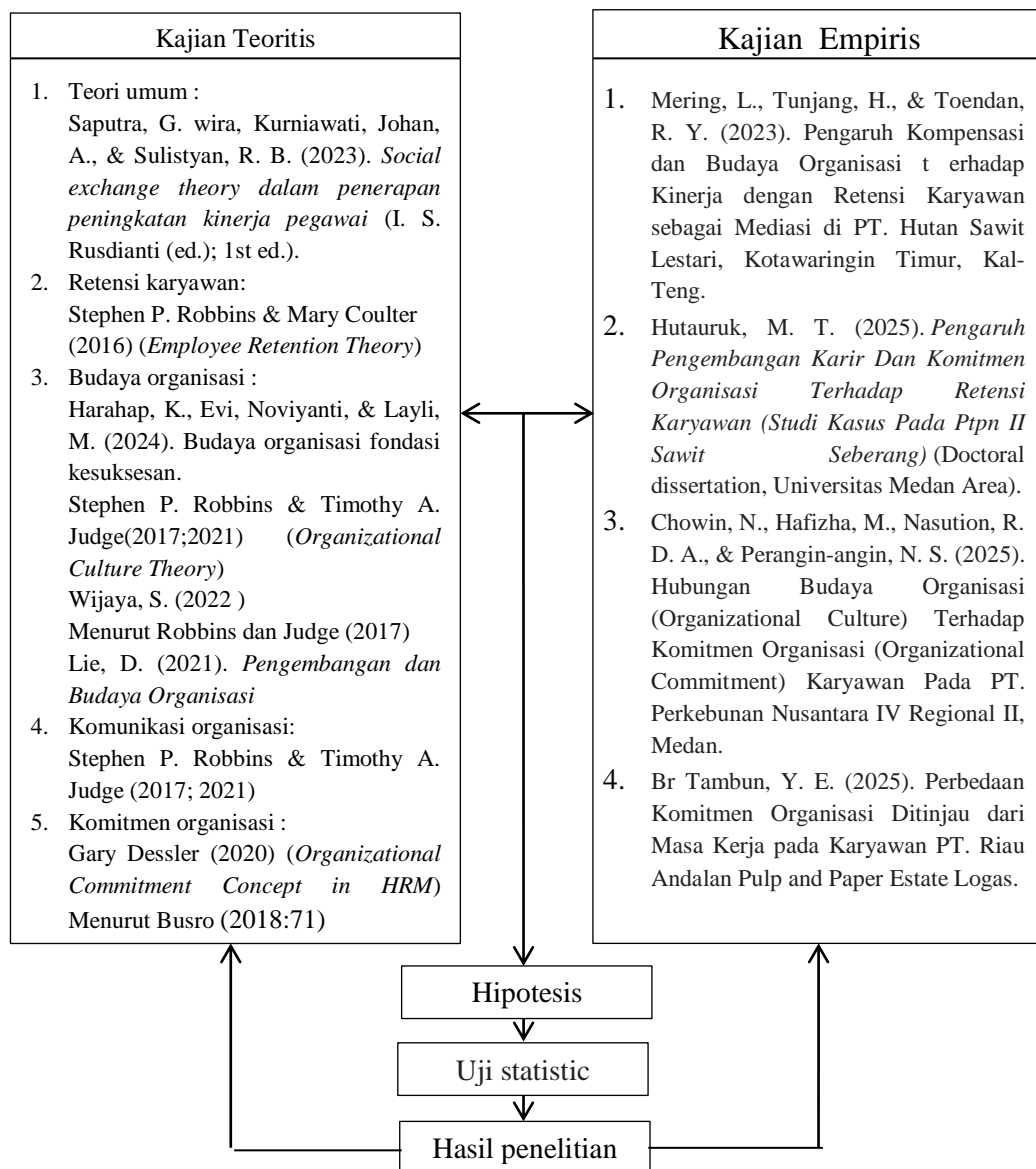 Kajian Teoritis
1. Teori umum :
Saputra, G. wira, Kurniawati, Johan,
A., & Sulistyan, R. B. (2023). Social
exchange theory dalam penerapan
peningkatan kinerja pegawai (I. S.
Rusdianti (ed.); 1st ed.).
2. Retensi karyawan:
Stephen P. Robbins & Mary Coulter
(2016) (Employee Retention Theory)
3. Budaya organisasi :
Harahap, K., Evi, Noviyanti, & Layli,
M. (2024). Budaya organisasi fondasi
kesuksesan.
Stephen P. Robbins & Timothy A.
Judge(2017;2021) (Organizational
Culture Theory)
Wijaya, S. (2022 )
Menurut Robbins dan Judge (2017)
Lie, D. (2021). Pengembangan dan
Budaya Organisasi
4. Komunikasi organisasi:
Stephen P. Robbins & Timothy A.
Judge (2017; 2021)
5. Komitmen organisasi :
Gary Dessler (2020) (Organizational
Commitment Concept in HRM)
Menurut Busro (2018:71)
Kajian Empiris
1. Mering, L., Tunjang, H., & Toendan,
R. Y. (2023). Pengaruh Kompensasi
dan Budaya Organisasi t erhadap
Kinerja dengan Retensi Karyawan
sebagai Mediasi di PT. Hutan Sawit
Lestari, Kotawaringin Timur, Kal-
Teng.
2. Hutauruk, M. T. (2025). Pengaruh
Pengembangan Karir Dan Komitmen
Organisasi Terhadap Retensi
Karyawan (Studi Kasus Pada Ptpn II
Sawit Seberang) (Doctoral
dissertation, Universitas Medan Area).
3. Chowin, N., Hafizha, M., Nasution, R.
D. A., & Perangin-angin, N. S. (2025).
Hubungan Budaya Organisasi
(Organizational Culture) Terhadap
Komitmen Organisasi (Organizational
Commitment) Karyawan Pada PT.
Perkebunan Nusantara IV Regional II,
Medan.
4. Br Tambun, Y. E. (2025). Perbedaan
Komitmen Organisasi Ditinjau dari
Masa Kerja pada Karyawan PT. Riau
Andalan Pulp and Paper Estate Logas.
Hipotesis
Uji statistic
Hasil penelitian